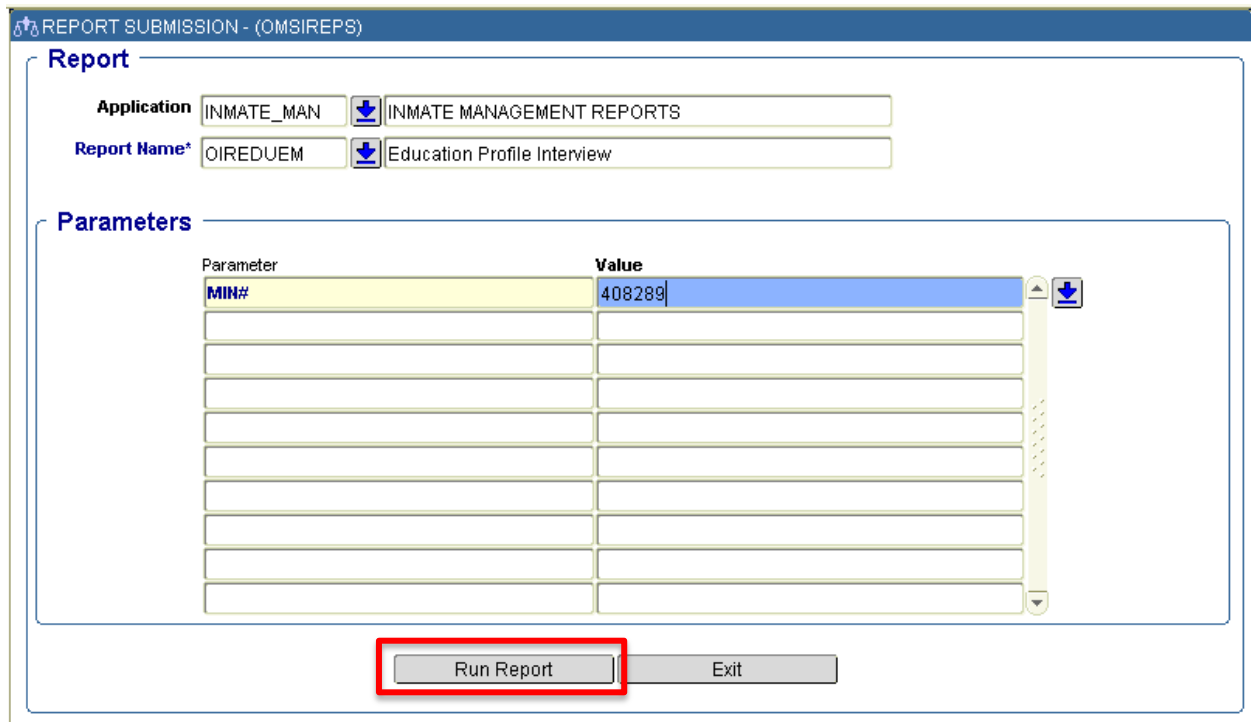 REPORT SUBMISSION - (OMSIREPS)
Report
Application INMATE_MAN INMATE MANAGEMENT REPORTS
Report Name* OIREDUEM Education Profile Interview
Parameters
Parameter Value
MIN# 408289
Run Report Exit